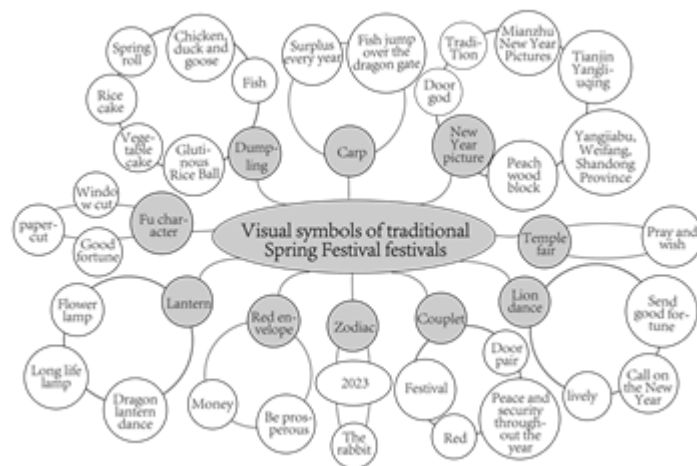 Spring
roll
Chicken,
duck and
goose
Fish
Rice
cake
Vege-
table
cake
Gluti-
nous
Rice Ball
Dump-
ling
Surplus
every year
Fish jump
over the
dragon gate
Carp
Tradi-
Tion
Mianzhu
New Year
Pictures
Tianjin
Yangli-
uqing
Door
god
New
Year
picture
Peach
wood
block
Yangjiabu,
Weifang,
Shandong
Province
Windo
w cut
paper-
cut
Good
fortune
Fu char-
acter
Visual symbols of traditional
Spring Festival festivals
Temple
fair
Pray and
wish
Flower
lamp
Lantern
Long life
lamp
Dragon
lantern
dance
Red en-
velope
Money
Be pros-
perous
Zodiac
2023
The
rabbit
Couplet
Door
pair
Festival
Red
Peace and
security
through-
out the
year
Lion
dance
Send
good for-
tune
Call on
the New
Year
lively